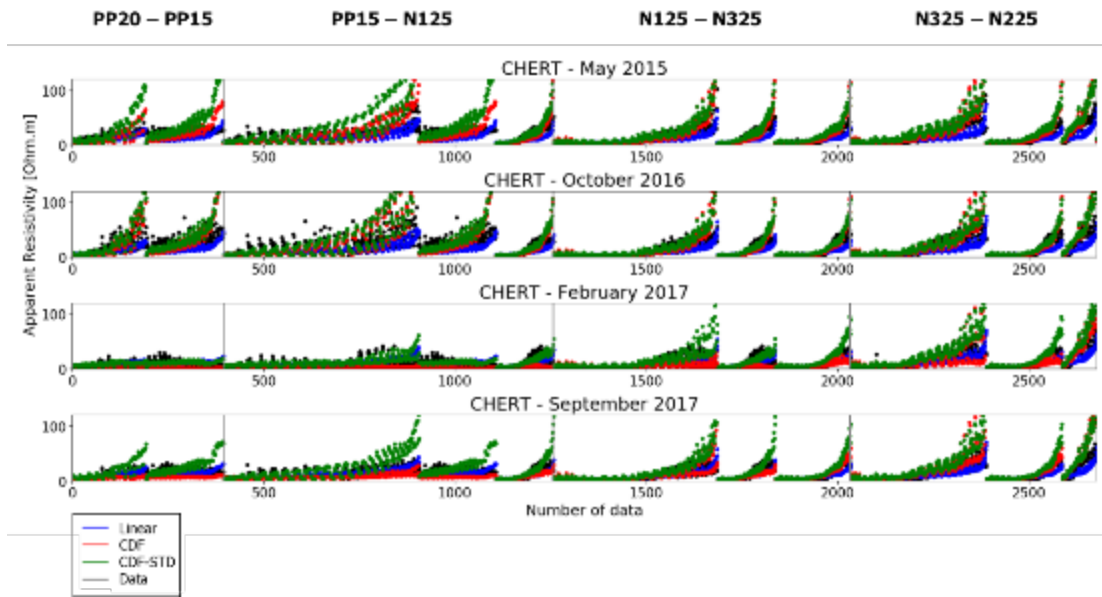 PP20 – PP15 PP15 – N125 N125 – N325 N325 – N225
CHERT - May 2015
100
0
0 500 1000 1500 2000 2500
CHERT - October 2016
100
0
0 500 1000 1500 2000 2500
CHERT - February 2017
100
0
0 500 1000 1500 2000 2500
CHERT - September 2017
100
0
0 500 1000 1500 2000 2500
Apparent Resistivity [Ohm.m]
Number of data
Linear
CDF
CDF-STD
Data